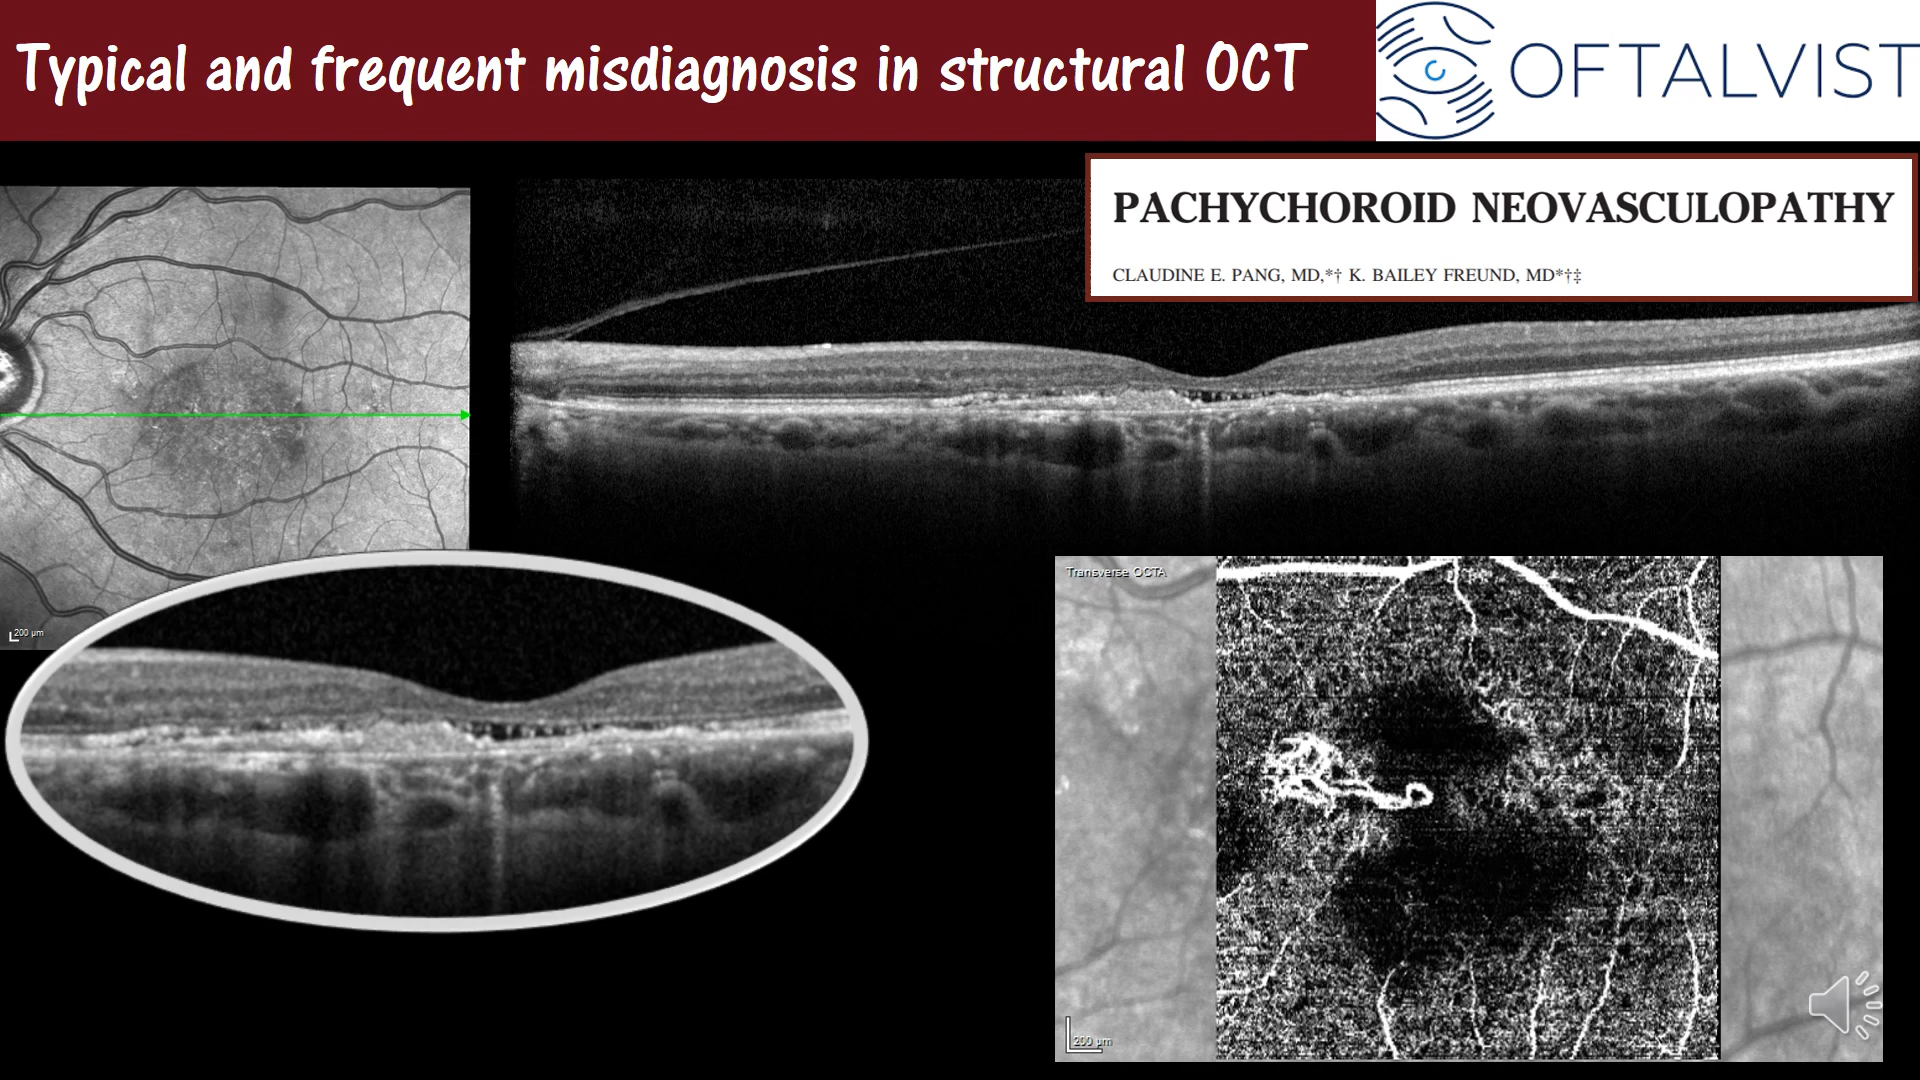 Typical and frequent misdiagnosis in structural OCT
OFTALVIST
PACHYCHOROID NEOVASCULOPATHY
CLAUDINE E. PANG, MD,*† K. BAILEY FREUND, MD*†‡
200 µm
Transverse OCTA
200 µm